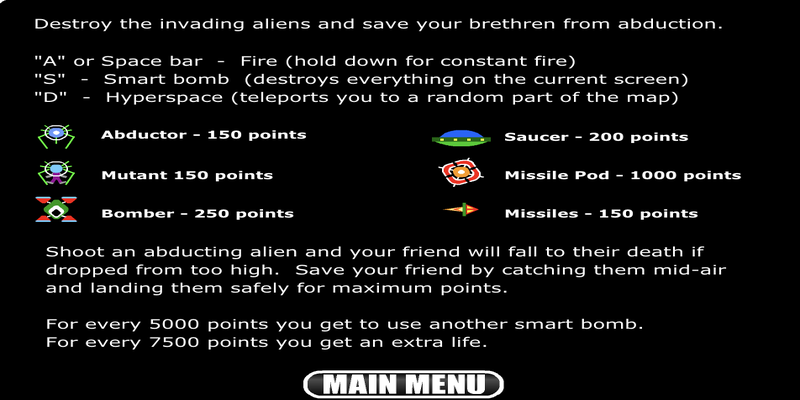 Destroy the invading aliens and save your brethren from abduction.
"A" or Space bar - Fire (hold down for constant fire)
"S" - Smart bomb (destroys everything on the current screen)
"D" - Hyperspace (teleports you to a random part of the map)
Abductor - 150 points
Saucer - 200 points
Mutant 150 points
Missile Pod - 1000 points
Bomber - 250 points
Missiles - 150 points
Shoot an abducting alien and your friend will fall to their death if
dropped from too high. Save your friend by catching them mid-air
and landing them safely for maximum points.
For every 5000 points you get to use another smart bomb.
For every 7500 points you get an extra life.
MAIN MENU